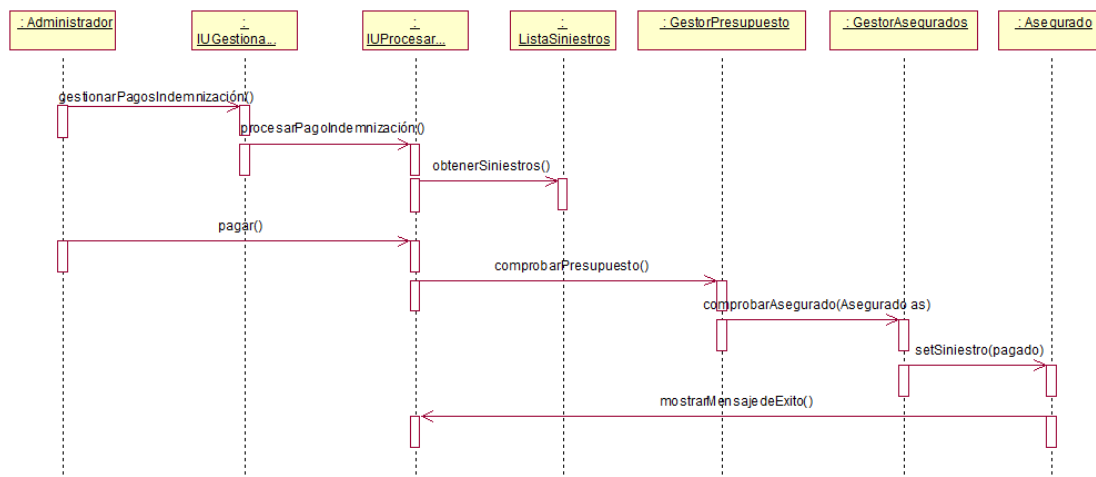 : Administrador
:
IUGestiona...
:
IUProcesar...
:
ListaSiniestros
: GestorPresupuesto
: GestorAsegurados
: Asegurado
gestionarPagosIndemnización()
procesarPagoIndemnización()
obtenerSiniestros()
pagar()
comprobarPresupuesto()
comprobarAsegurado(Asegurado as)
setSiniestro(pagado)
mostrarMensajedeExito()